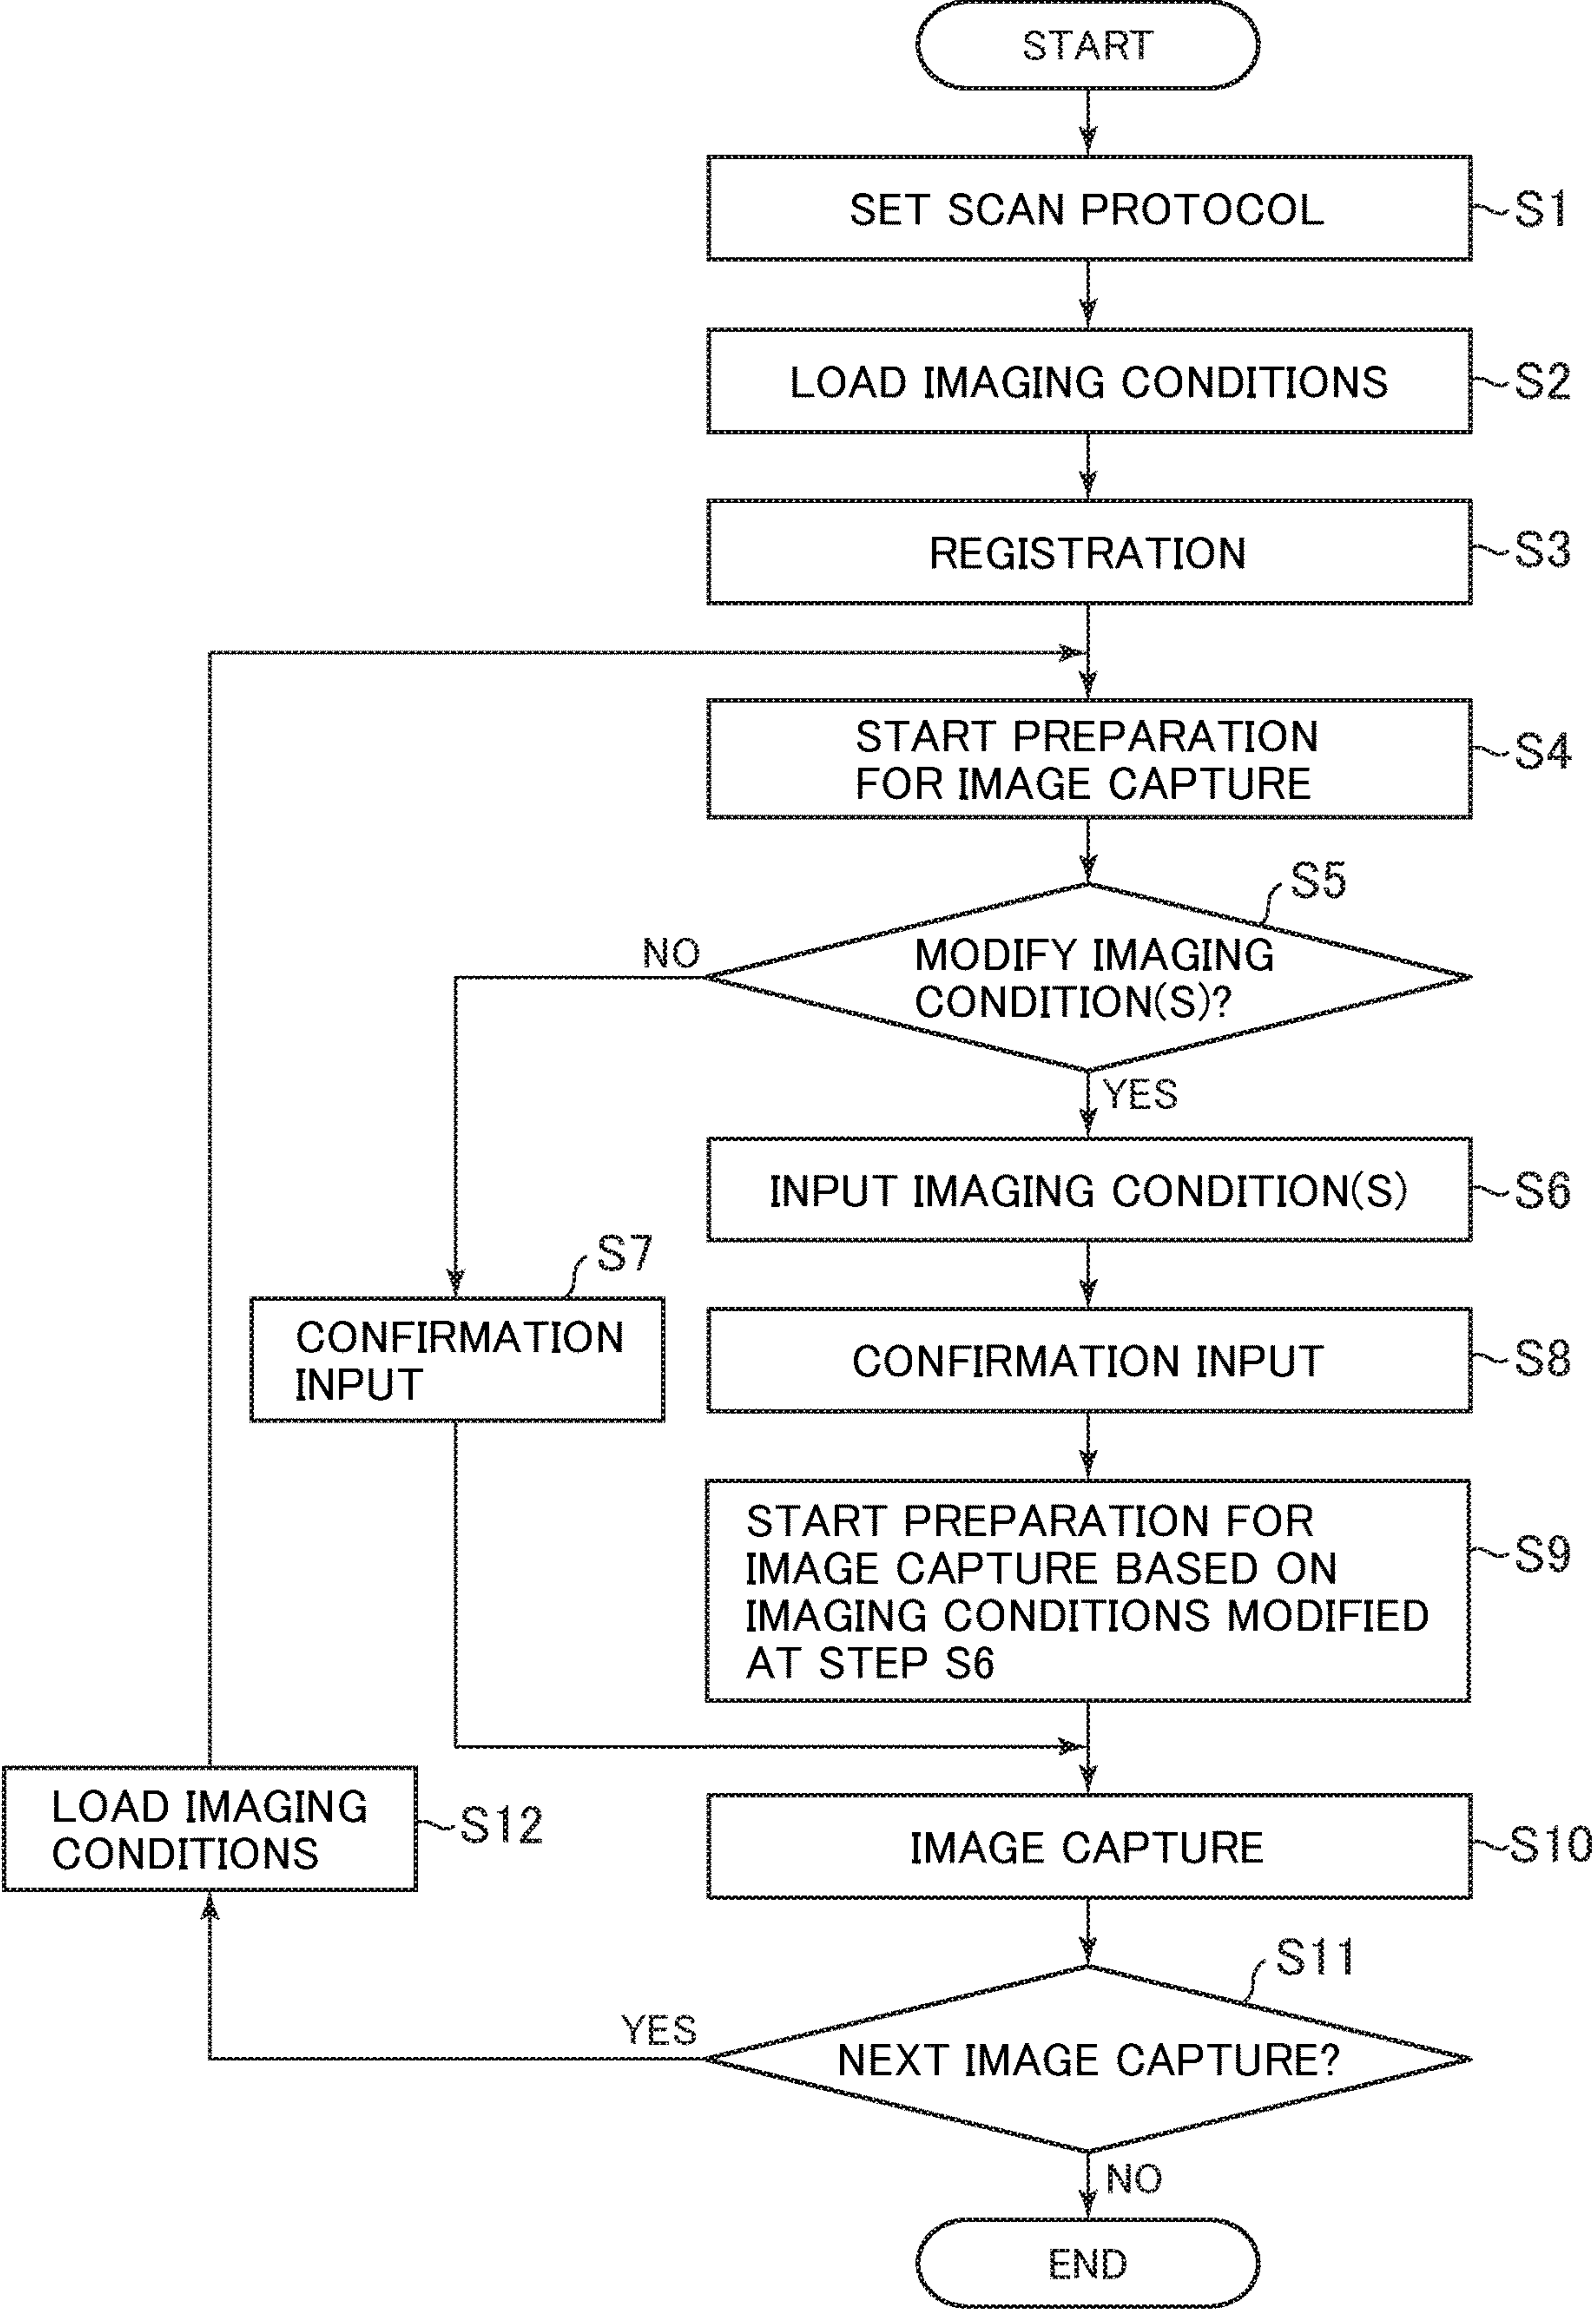 START
SET SCAN PROTOCOL
S1
LOAD IMAGING CONDITIONS
S2
REGISTRATION
S3
START PREPARATION
FOR IMAGE CAPTURE
S4
S5
MODIFY IMAGING
CONDITION(S)?
NO
YES
INPUT IMAGING CONDITION(S)
S6
S7
CONFIRMATION
INPUT
CONFIRMATION INPUT
S8
START PREPARATION FOR
IMAGE CAPTURE BASED ON
IMAGING CONDITIONS MODIFIED
AT STEP S6
S9
LOAD IMAGING
CONDITIONS
S12
IMAGE CAPTURE
S10
S11
NEXT IMAGE CAPTURE?
YES
NO
END